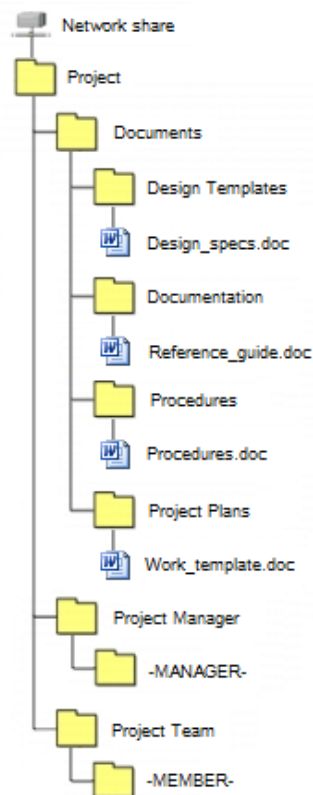 Network share
Project
Documents
Design Templates
Design_specs.doc
Documentation
Reference_guide.doc
Procedures
Procedures.doc
Project Plans
Work_template.doc
Project Manager
-MANAGER-
Project Team
-MEMBER-